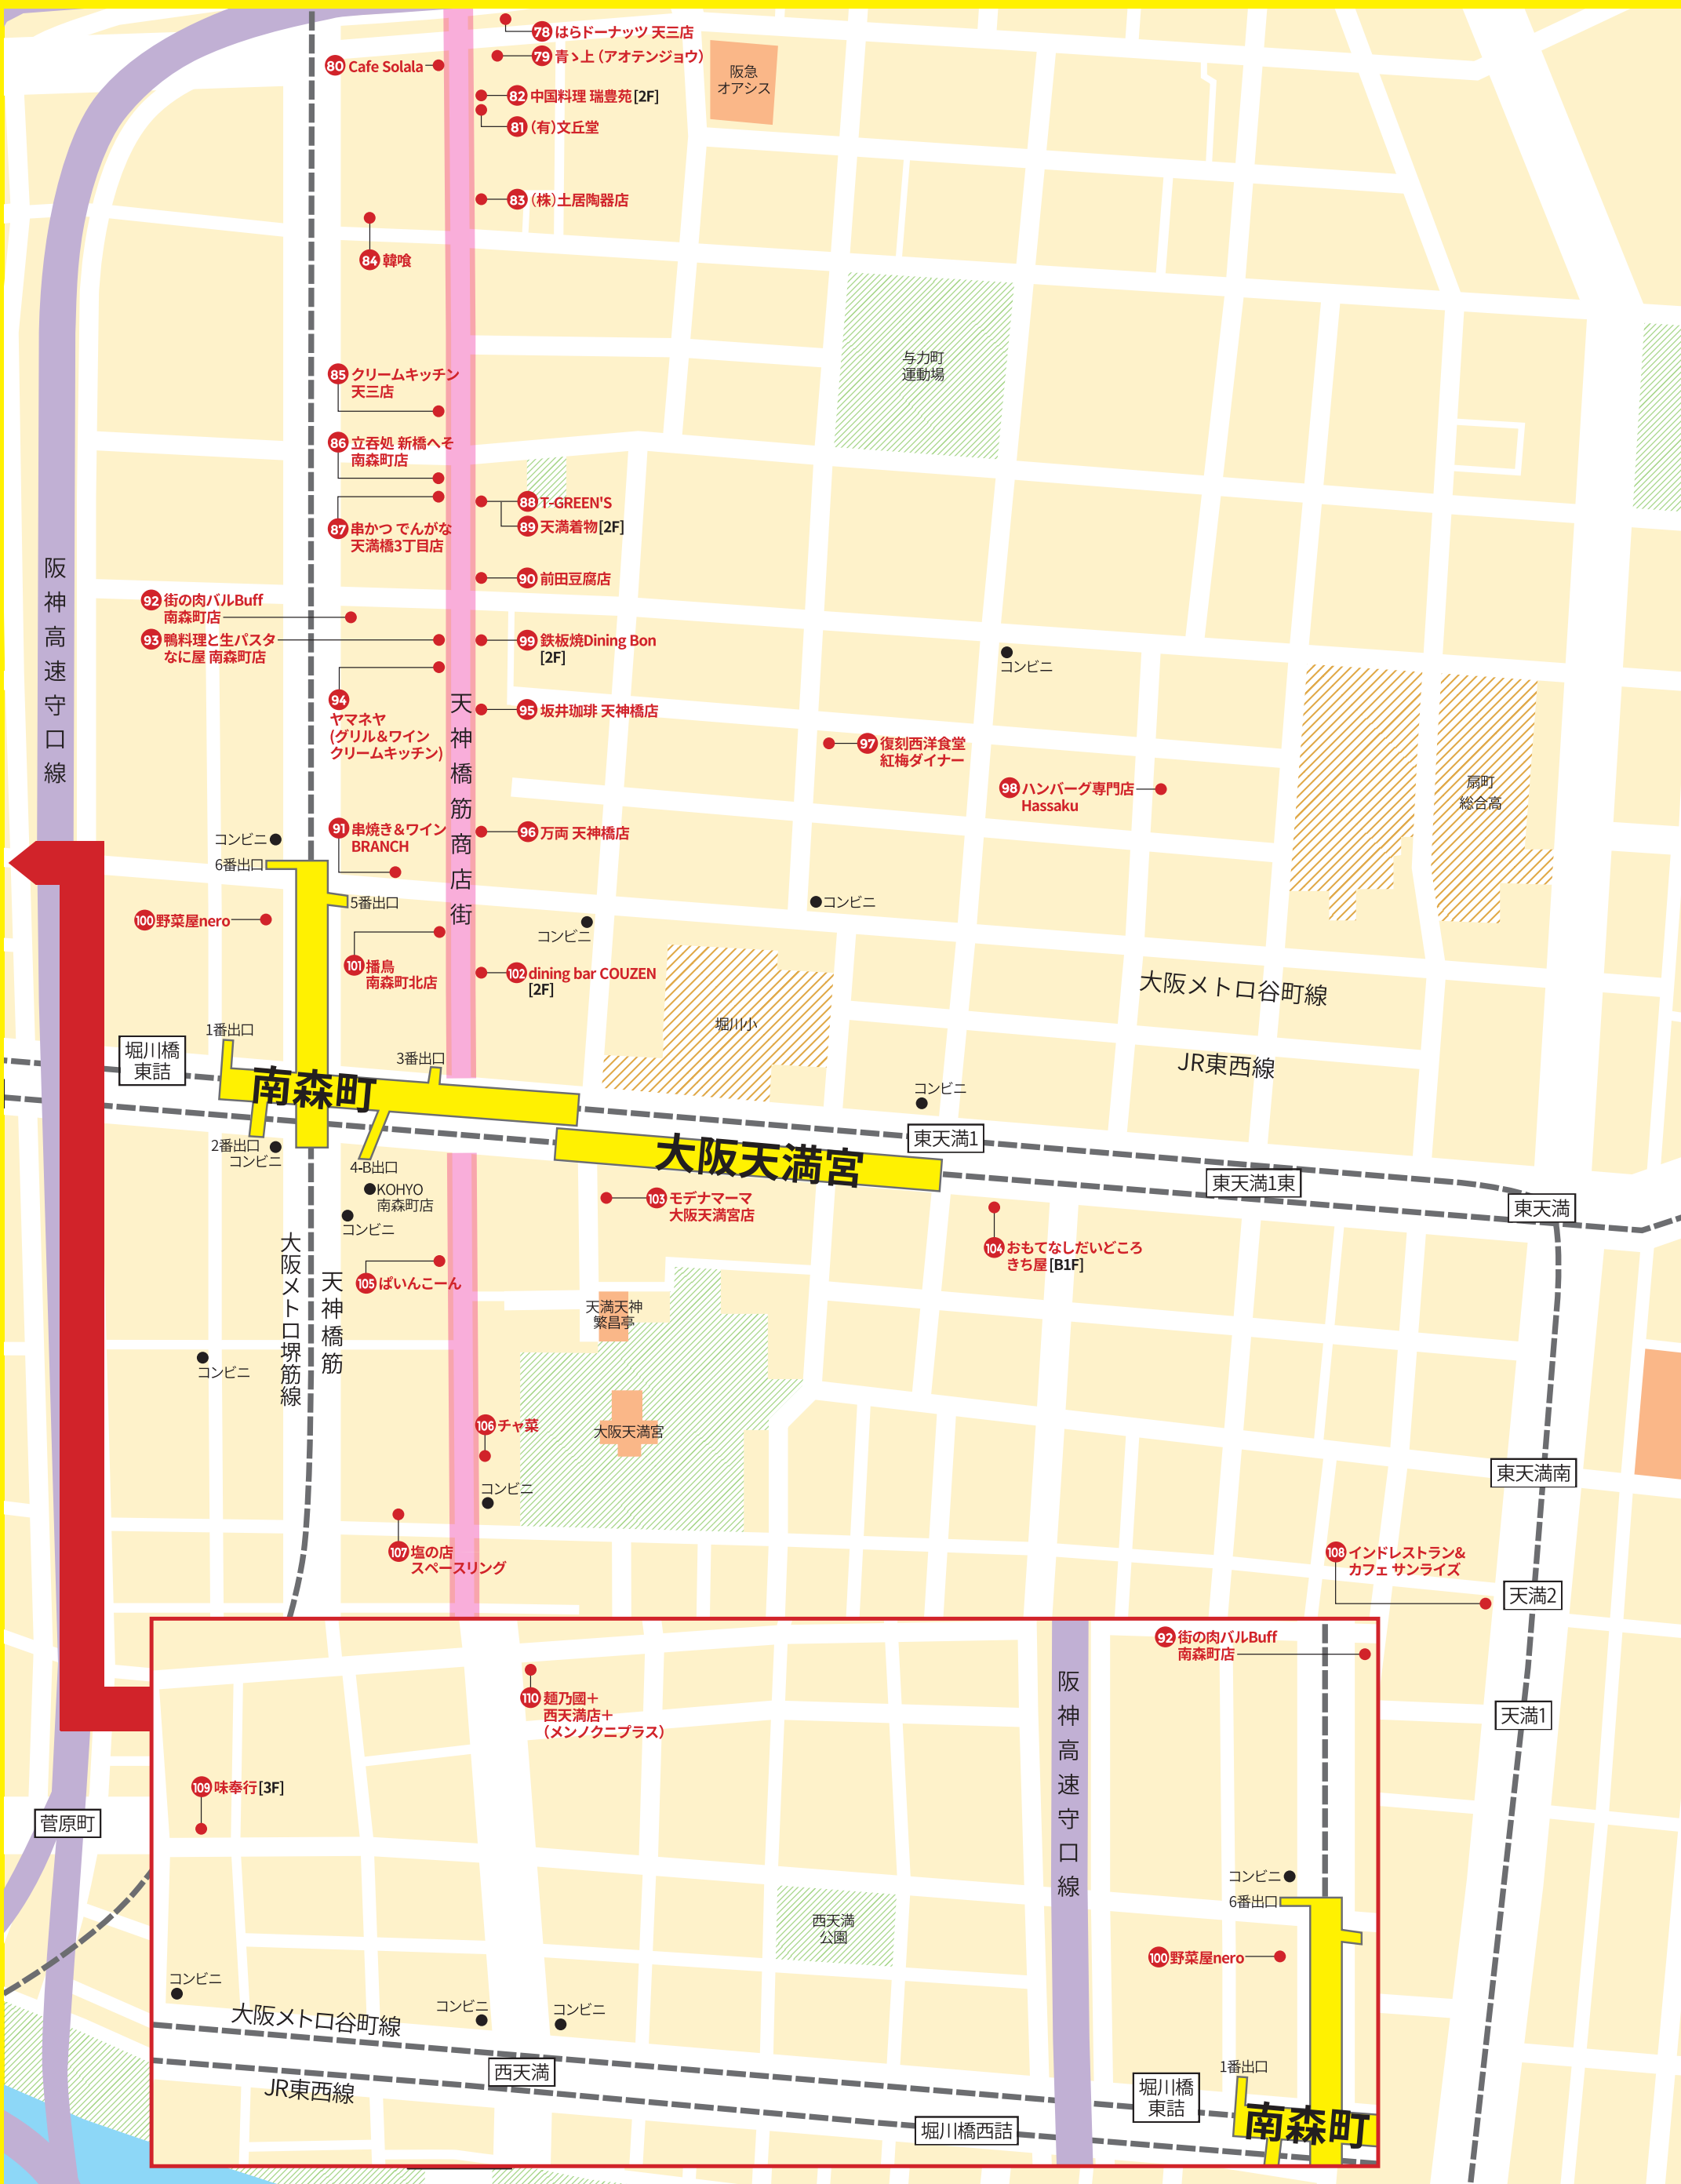 78 はらドーナッツ 天三店
79 青ゝ上（アオテンジョウ）
80 Cafe Solala
阪急
オアシス
82 中国料理 瑞豊苑[2F]
81 （有）文丘堂
83 （株）土居陶器店
84 韓喰
与力町
運動場
85 クリームキッチン
天三店
86 立呑処 新橋へそ
南森町店
88 T-GREEN'S
89 天満着物[2F]
87 串かつ でんがな
天満橋3丁目店
90 前田豆腐店
阪神高速守口線
92 街の肉バルBuff
南森町店
93 鴨料理と生パスタ
なに屋 南森町店
99 鉄板焼Dining Bon
[2F]
コンビニ
94
ヤマネヤ
(グリル＆ワイン
クリームキッチン)
天神橋筋商店街
95 坂井珈琲 天神橋店
97 復刻西洋食堂
紅梅ダイナー
98 ハンバーグ専門店
Hassaku
扇町
総合高
91 串焼き＆ワイン
BRANCH
96 万両 天神橋店
コンビニ
6番出口
5番出口
コンビニ
100 野菜屋nero
コンビニ
101 播鳥
南森町北店
102 dining bar COUZEN
[2F]
大阪メトロ谷町線
堀川小
1番出口
堀川橋
東詰
3番出口
JR東西線
南森町
コンビニ
東天満1
2番出口
コンビニ
4-B出口
大阪天満宮
東天満1東
KOHYO
南森町店
コンビニ
103 モデナマーマ
大阪天満宮店
東天満
104 おもてなしだいどころ
きち屋[B1F]
大阪メトロ堺筋線
天神橋筋
105 ぱいんこーん
天満天神
繁昌亭
コンビニ
106 チャ菜
大阪天満宮
東天満南
コンビニ
107 塩の店
スペースリング
108 インドレストラン&
カフェ サンライズ
天満2
92 街の肉バルBuff
南森町店
110 麺乃國＋
西天満店＋
（メンノクニプラス）
阪神高速守口線
天満1
109 味奉行[3F]
菅原町
コンビニ
6番出口
西天満
公園
100 野菜屋nero
コンビニ
コンビニ
コンビニ
大阪メトロ谷町線
西天満
1番出口
JR東西線
堀川橋
東詰
堀川橋西詰
南森町